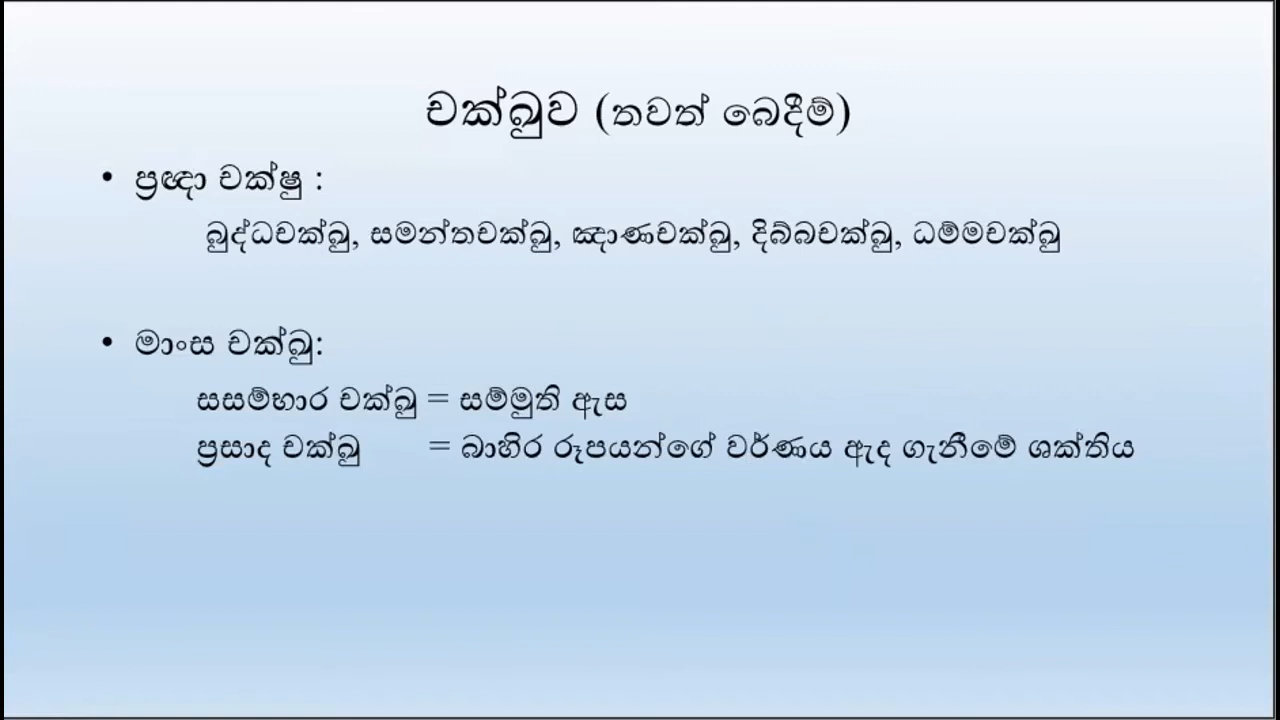 චක්ඛුව (තවත් බෙදීම්)
• ප්‍රඥා චක්ෂු :
බුද්ධචක්ඛු, සමන්තචක්ඛු, ඤාණචක්ඛු, දිබ්බචක්ඛු, ධම්මචක්ඛු
• මාංස චක්ඛු:
සසම්භාර චක්ඛු = සම්මුති ඇස
ප්‍රසාද චක්ඛු = බාහිර රූපයන්ගේ වර්ණය ඇද ගැනීමේ ශක්තිය